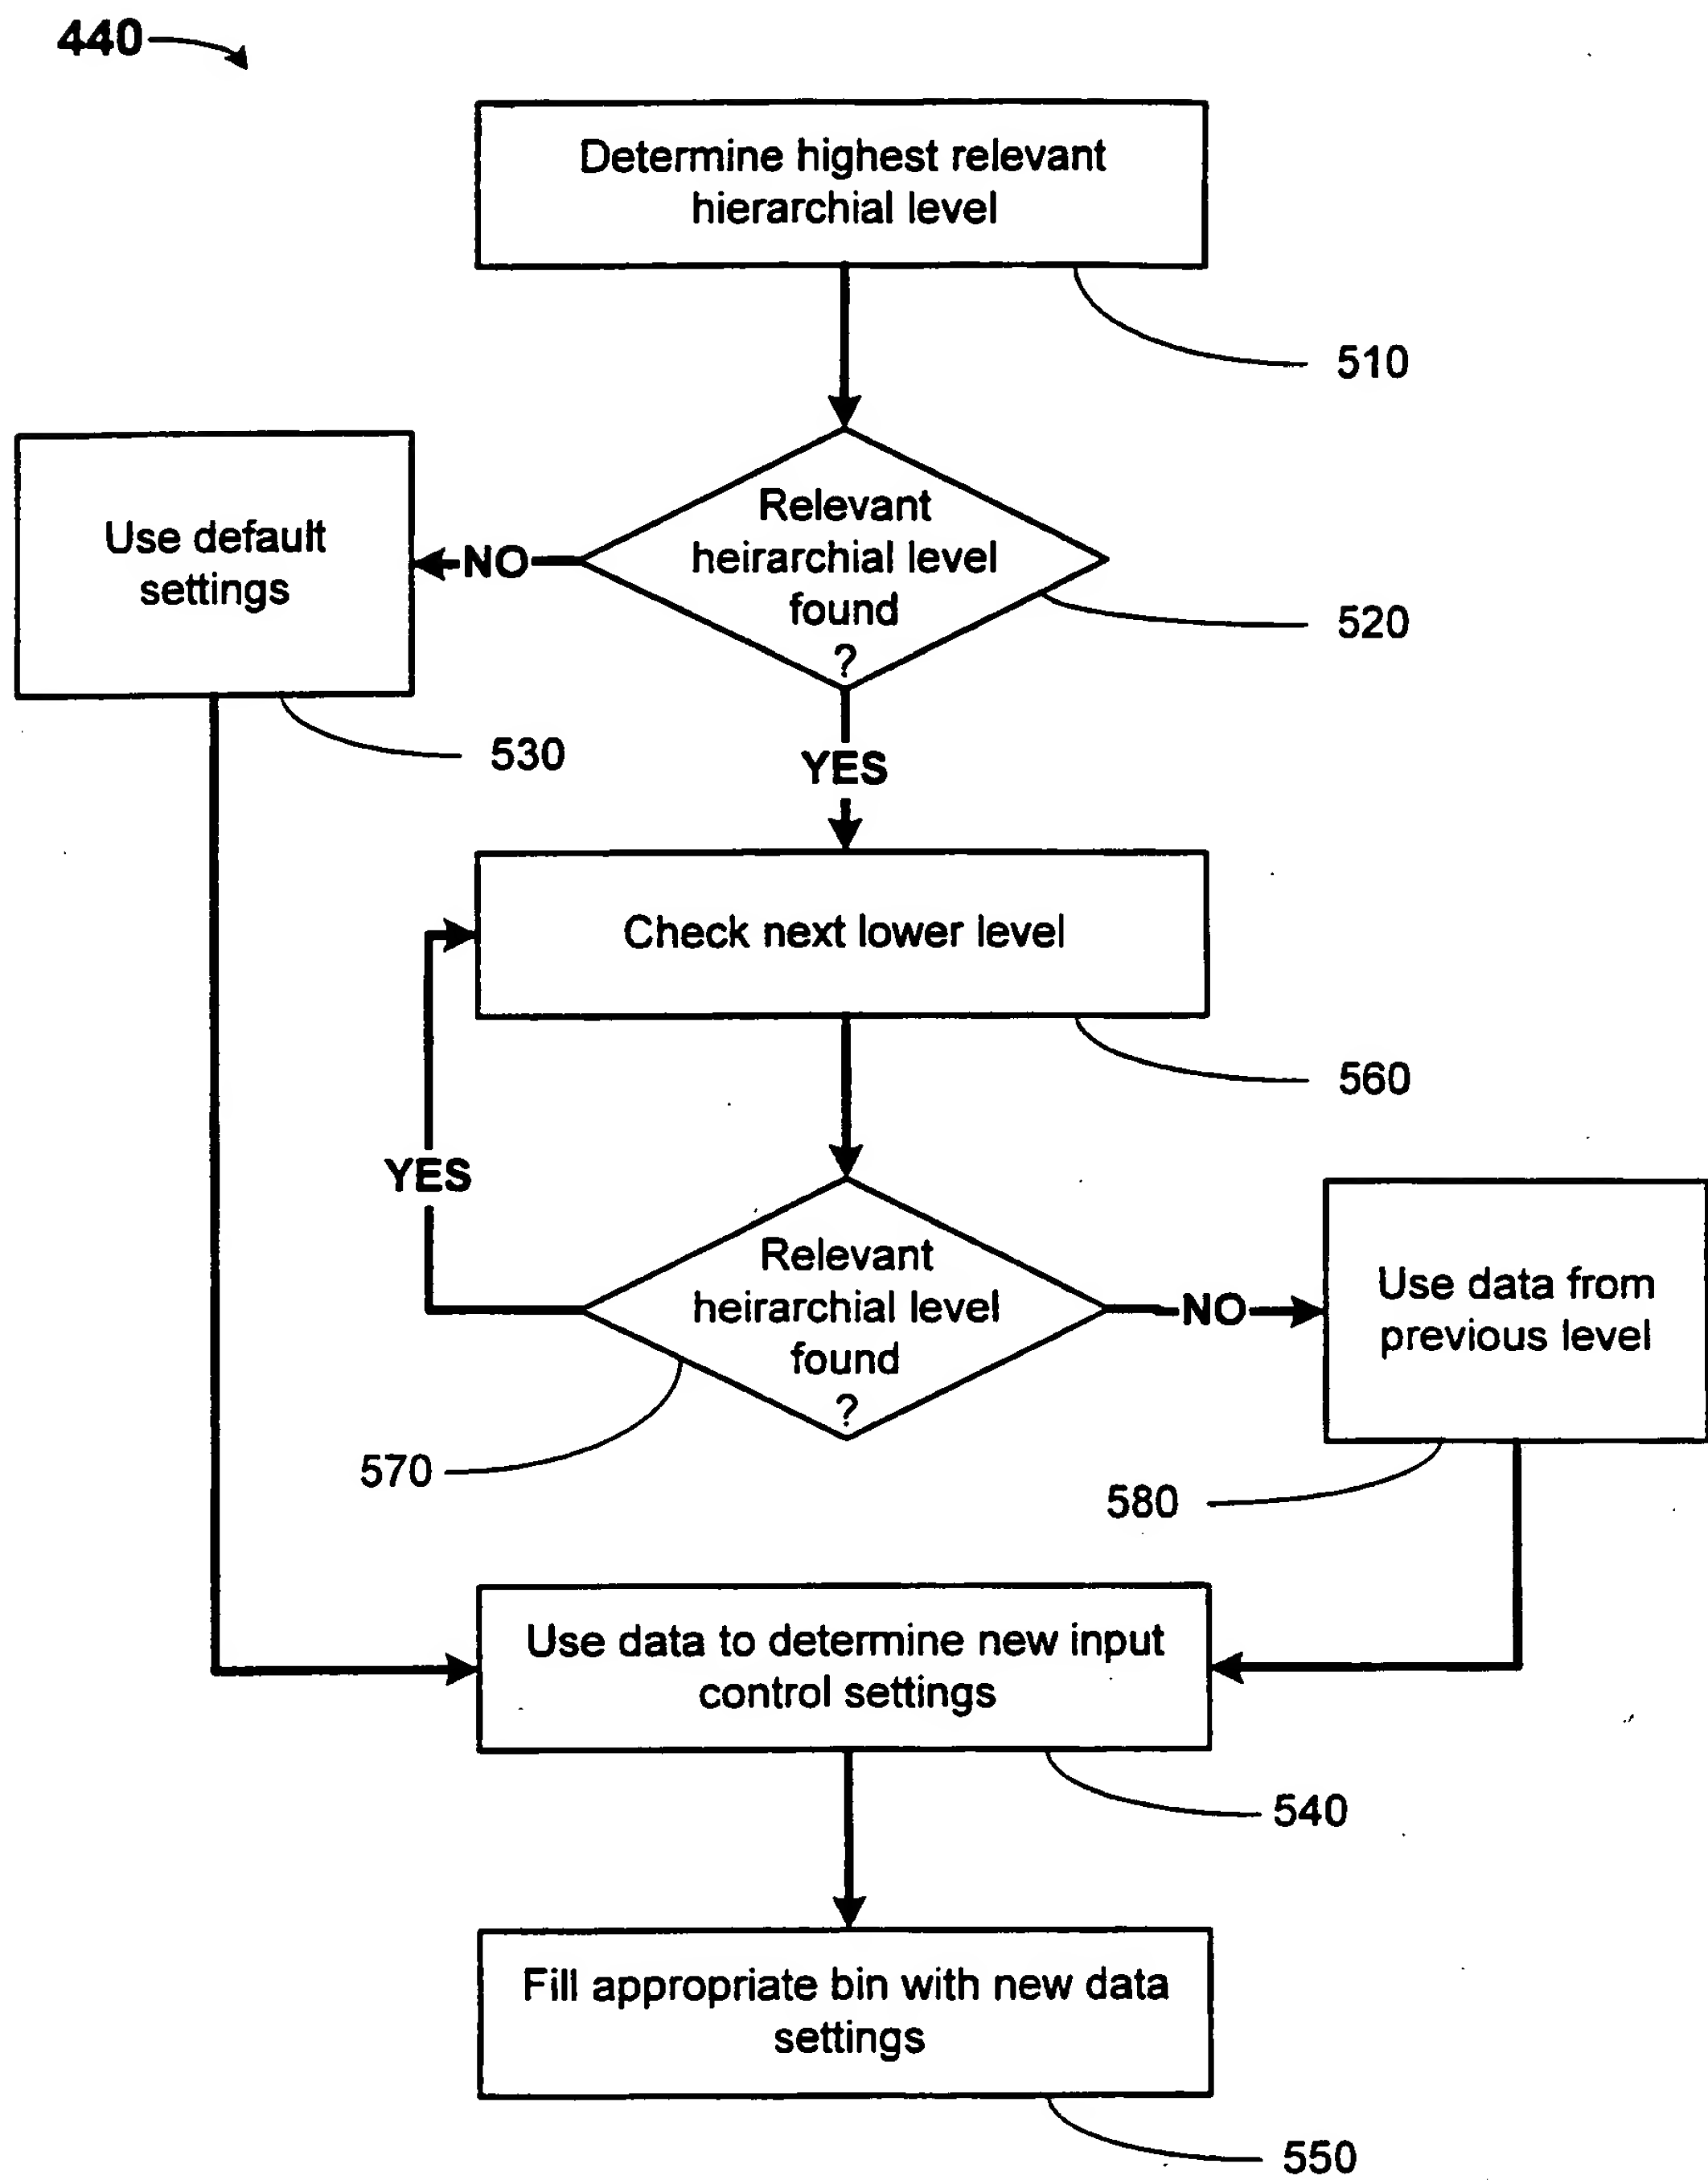 440
Determine highest relevant
hierarchial level
510
Relevant
heirarchial level
found
?
520
NO
Use default
settings
530
YES
Check next lower level
560
YES
Relevant
heirarchial level
found
?
570
NO
Use data from
previous level
580
Use data to determine new input
control settings
540
Fill appropriate bin with new data
settings
550